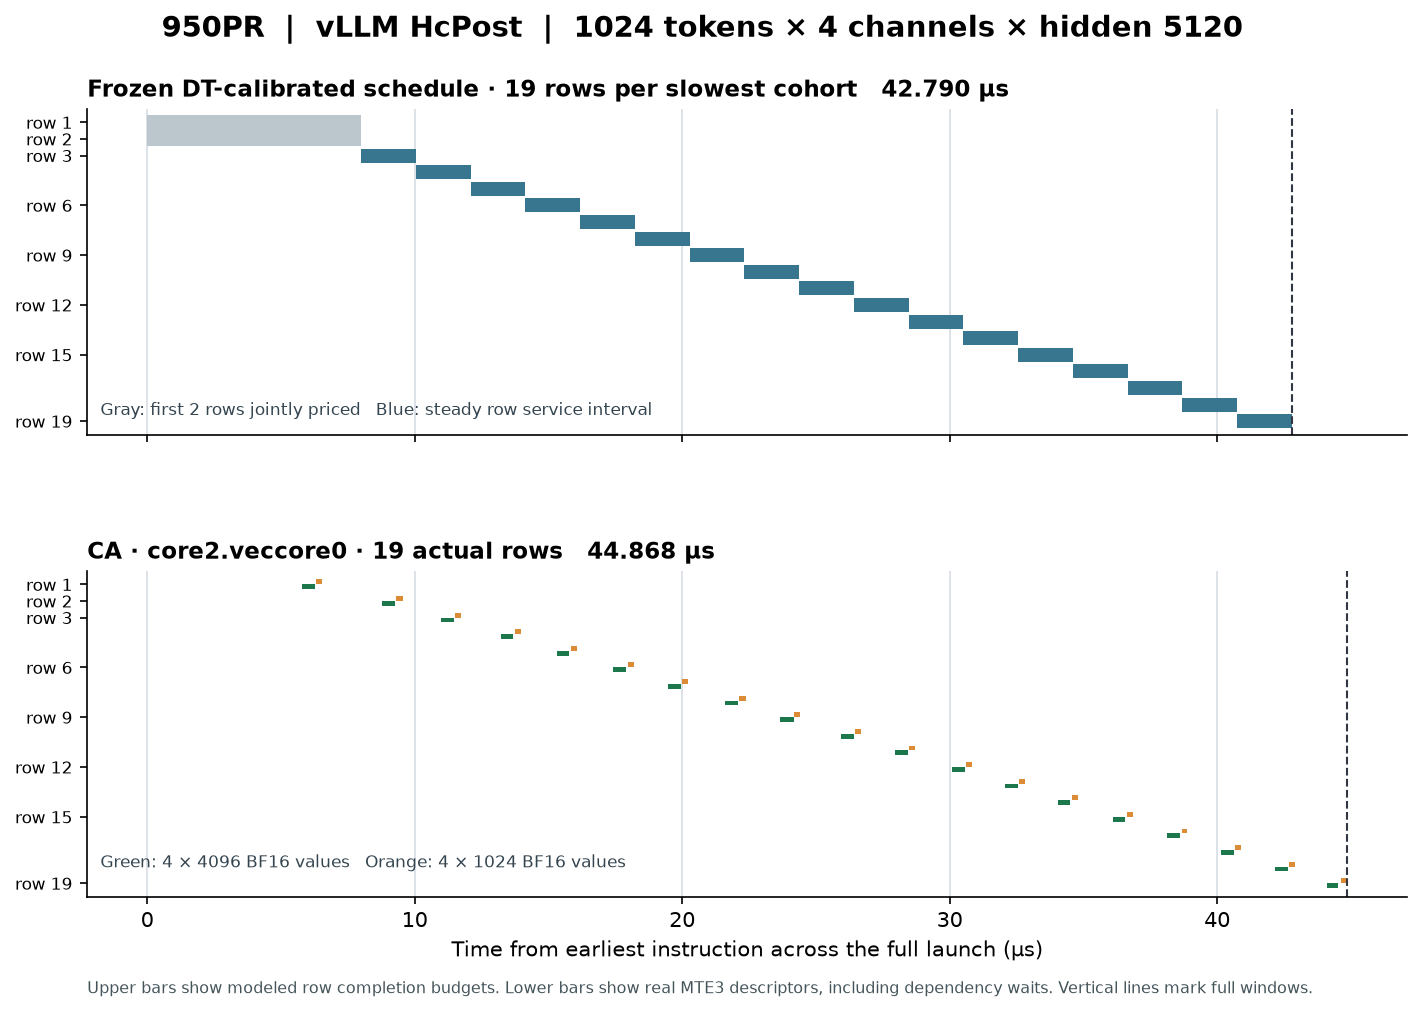 950PR | vLLM HcPost | 1024 tokens × 4 channels × hidden 5120
Frozen DT-calibrated schedule · 19 rows per slowest cohort 42.790 μs
row 1
row 2
row 3
row 6
row 9
row 12
row 15
row 19
Gray: first 2 rows jointly priced Blue: steady row service interval
CA · core2.veccore0 · 19 actual rows 44.868 μs
row 1
row 2
row 3
row 6
row 9
row 12
row 15
row 19
Green: 4 × 4096 BF16 values Orange: 4 × 1024 BF16 values
0 10 20 30 40
Time from earliest instruction across the full launch (μs)
Upper bars show modeled row completion budgets. Lower bars show real MTE3 descriptors, including dependency waits. Vertical lines mark full windows.